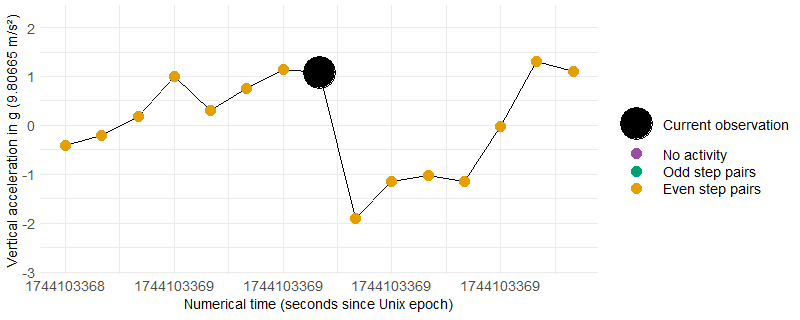 Vertical acceleration in g (9.80665 m/s²)
2
1
0
-1
-2
-3
1744103368 1744103369 1744103369 1744103369 1744103369
Numerical time (seconds since Unix epoch)
Current observation
No activity
Odd step pairs
Even step pairs